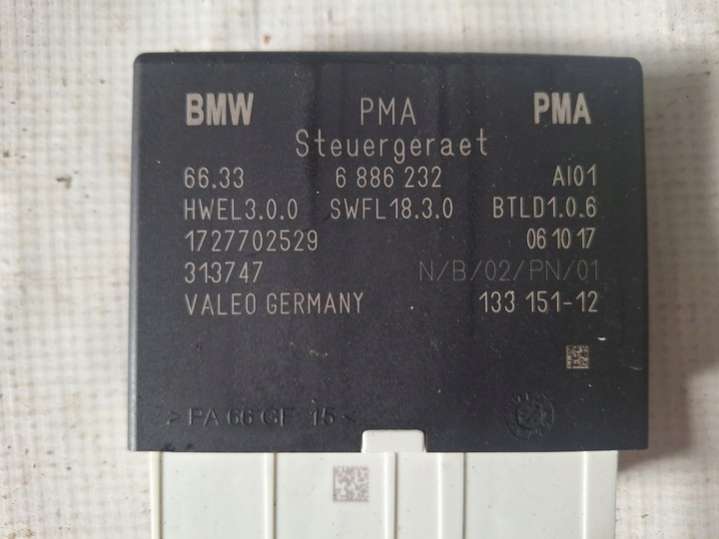 BMW PMA PMA
Steuergeraet
66.33 6 886 232 AI01
HWEL3.0.0 SWFL18.3.0 BTLD1.0.6
1727702529 06 10 17
313747 N/B/02/PN/01
VALEO GERMANY 133 151-12
>PA 66 GF 15<